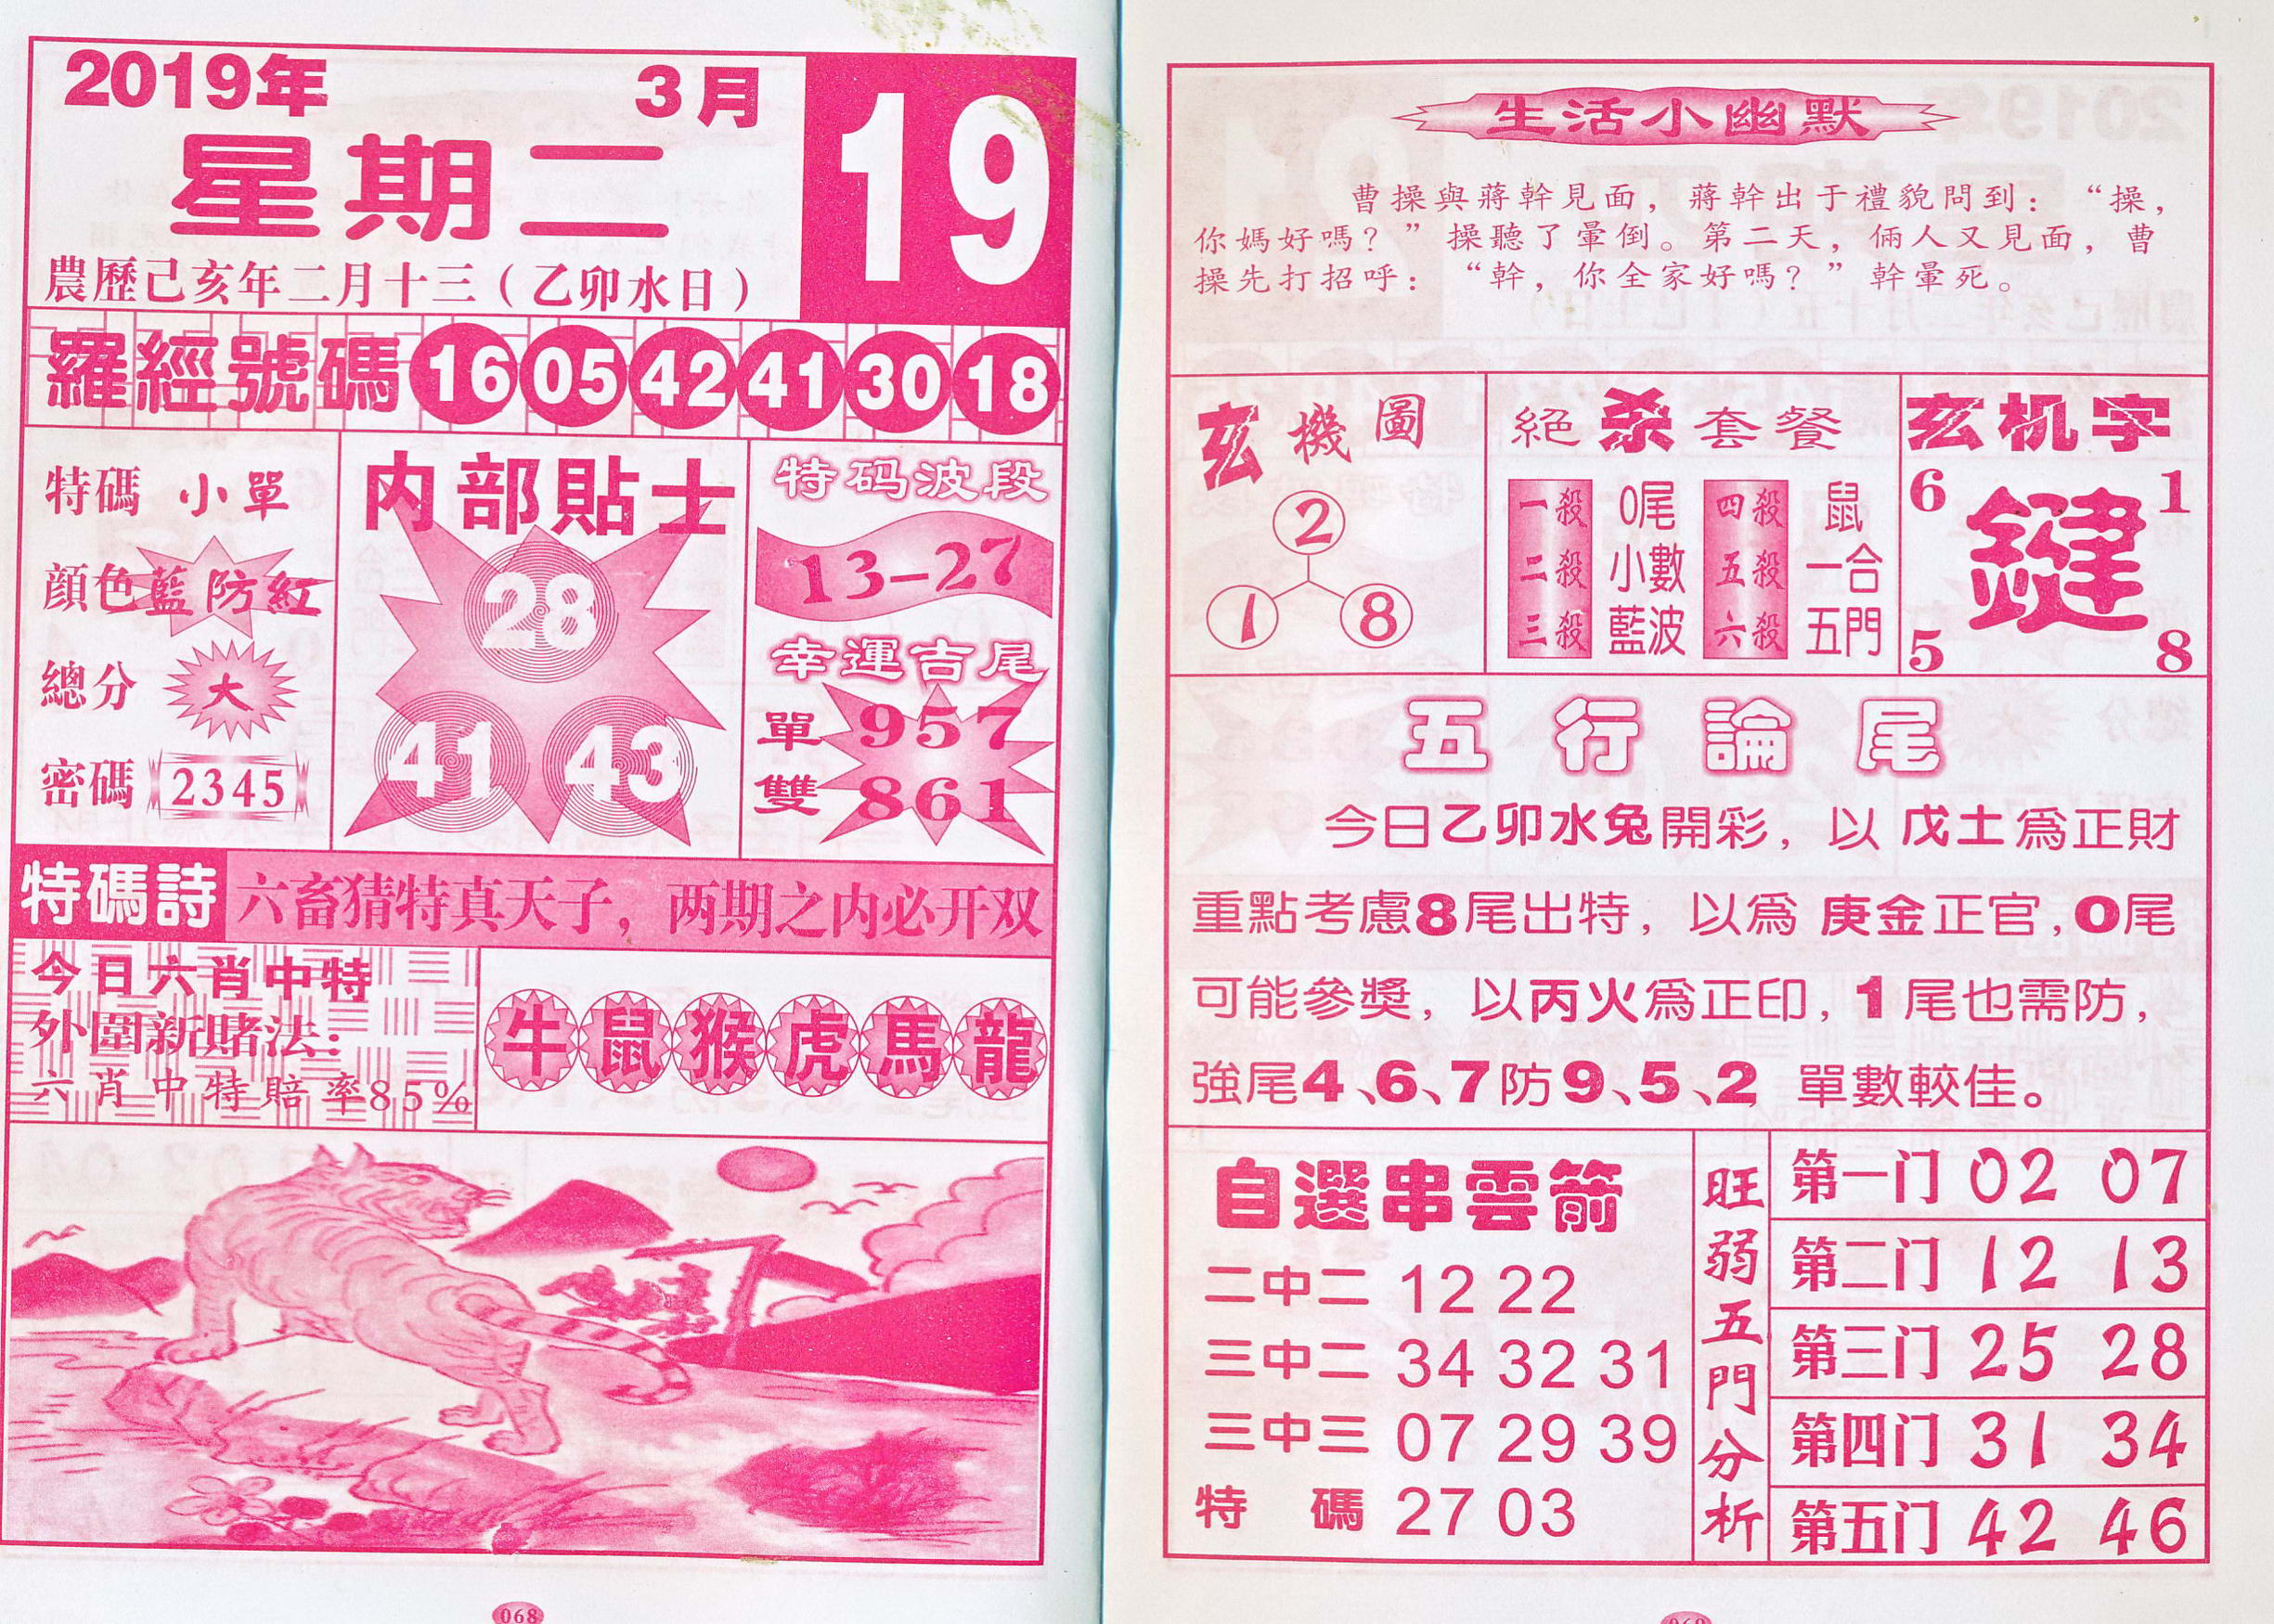 2019年 3月 19
星期二
農歷己亥年二月十三（乙卯水日）
羅經號碼 16 05 42 41 30 18
特碼 小單
顔色 藍防紅
總分 大
密碼 2345
内部貼士
28
41 43
特码波段
13-27
幸運吉尾
單 957
雙 861
特碼詩 六畜猜特真天子，两期之内必开双
今日六肖中特
外圍新賭法：
六肖中特賠率85%
牛 鼠 猴 虎 馬 龍
068
生活小幽默
曹操與蔣幹見面，蔣幹出于禮貌問到：“操，
你媽好嗎？”操聽了暈倒。第二天，倆人又見面，曹
操先打招呼：“幹，你全家好嗎？”幹暈死。
玄機圖
2
1 8
絕杀套餐
一殺 0尾 四殺 鼠
二殺 小數 五殺 一合
三殺 藍波 六殺 五門
玄机字
6 1
鍵
5 8
五行論尾
今日乙卯水兔開彩，以戊土爲正財
重點考慮8尾出特，以爲庚金正官，0尾
可能參獎，以丙火爲正印，1尾也需防，
強尾4、6、7防9、5、2 單數較佳。
自選串雲箭
二中二 12 22
三中二 34 32 31
三中三 07 29 39
特碼 27 03
旺弱五門分析
第一门 02 07
第二门 12 13
第三门 25 28
第四门 31 34
第五门 42 46